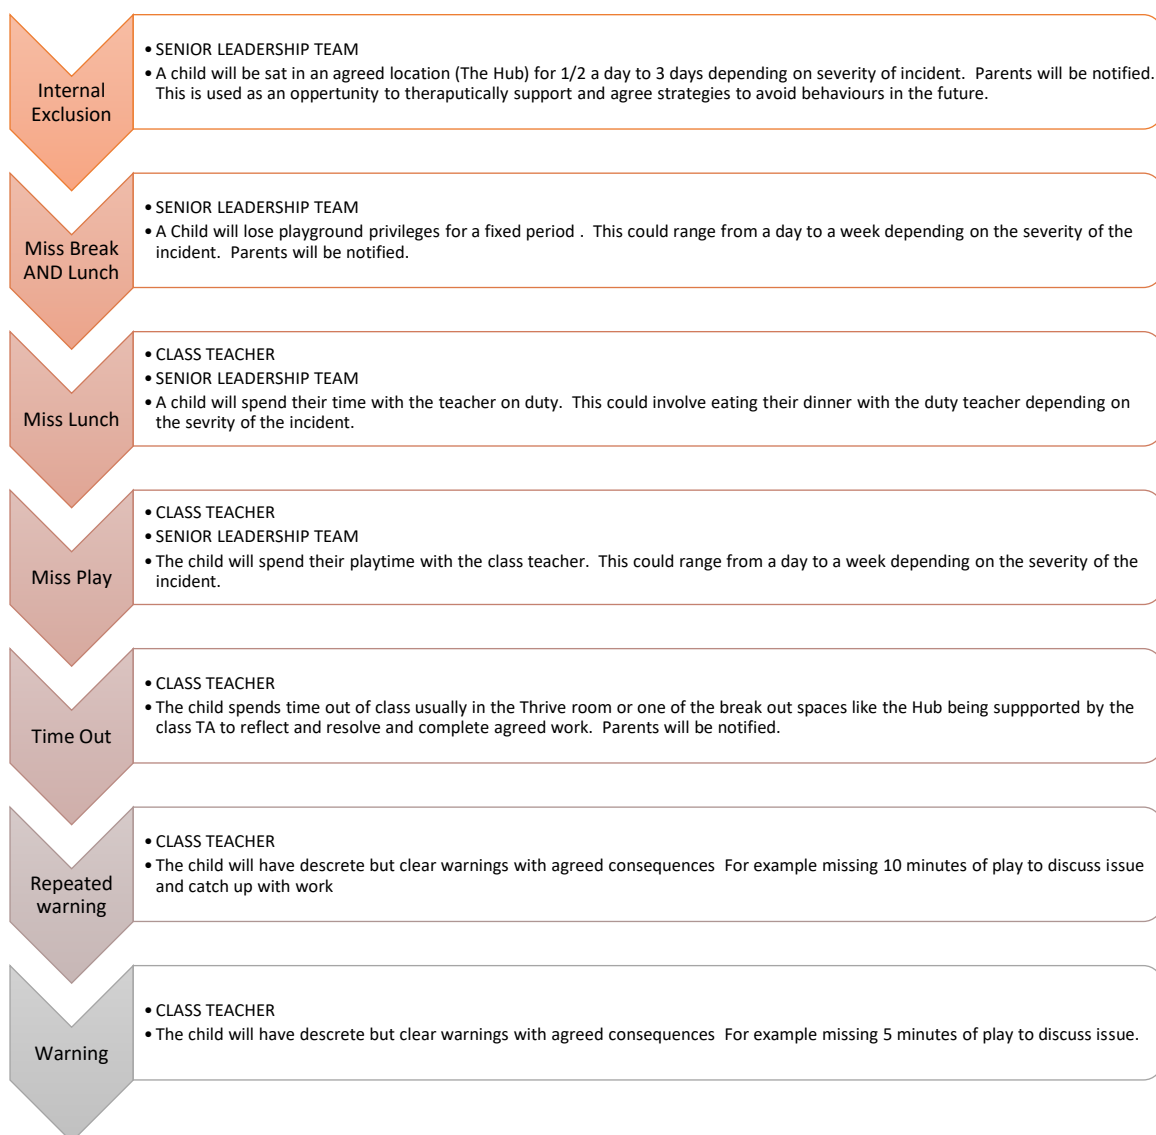 Internal
Exclusion
• SENIOR LEADERSHIP TEAM
• A child will be sat in an agreed location (The Hub) for 1/2 a day to 3 days depending on severity of incident.  Parents will be notified.
This is used as an oppertunity to theraputically support and agree strategies to avoid behaviours in the future.
Miss Break
AND Lunch
• SENIOR LEADERSHIP TEAM
• A Child will lose playground privileges for a fixed period .  This could range from a day to a week depending on the severity of the
incident.  Parents will be notified.
Miss Lunch
• CLASS TEACHER
• SENIOR LEADERSHIP TEAM
• A child will spend their time with the teacher on duty.  This could involve eating their dinner with the duty teacher depending on
the sevrity of the incident.
Miss Play
• CLASS TEACHER
• SENIOR LEADERSHIP TEAM
• The child will spend their playtime with the class teacher.  This could range from a day to a week depending on the severity of the
incident.
Time Out
• CLASS TEACHER
• The child spends time out of class usually in the Thrive room or one of the break out spaces like the Hub being suppported by the
class TA to reflect and resolve and complete agreed work.  Parents will be notified.
Repeated
warning
• CLASS TEACHER
• The child will have descrete but clear warnings with agreed consequences  For example missing 10 minutes of play to discuss issue
and catch up with work
Warning
• CLASS TEACHER
• The child will have descrete but clear warnings with agreed consequences  For example missing 5 minutes of play to discuss issue.